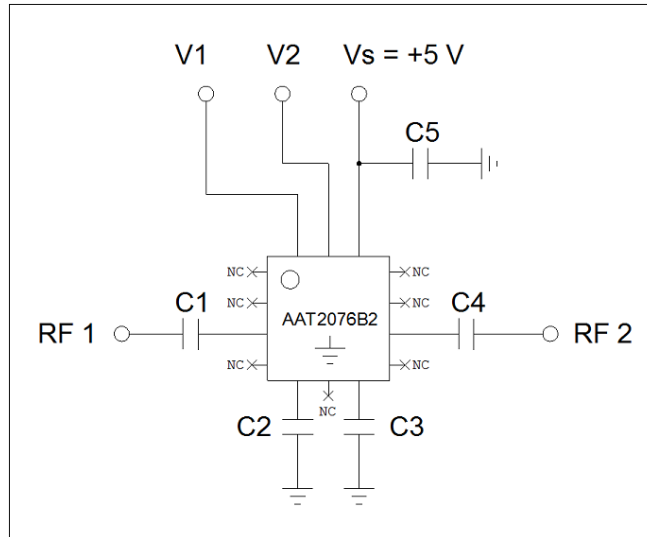 V1 V2 Vs = +5 V
C5
NC NC
C1 NC NC C4
AAT2076B2
RF 1 RF 2
NC NC
C2 NC C3